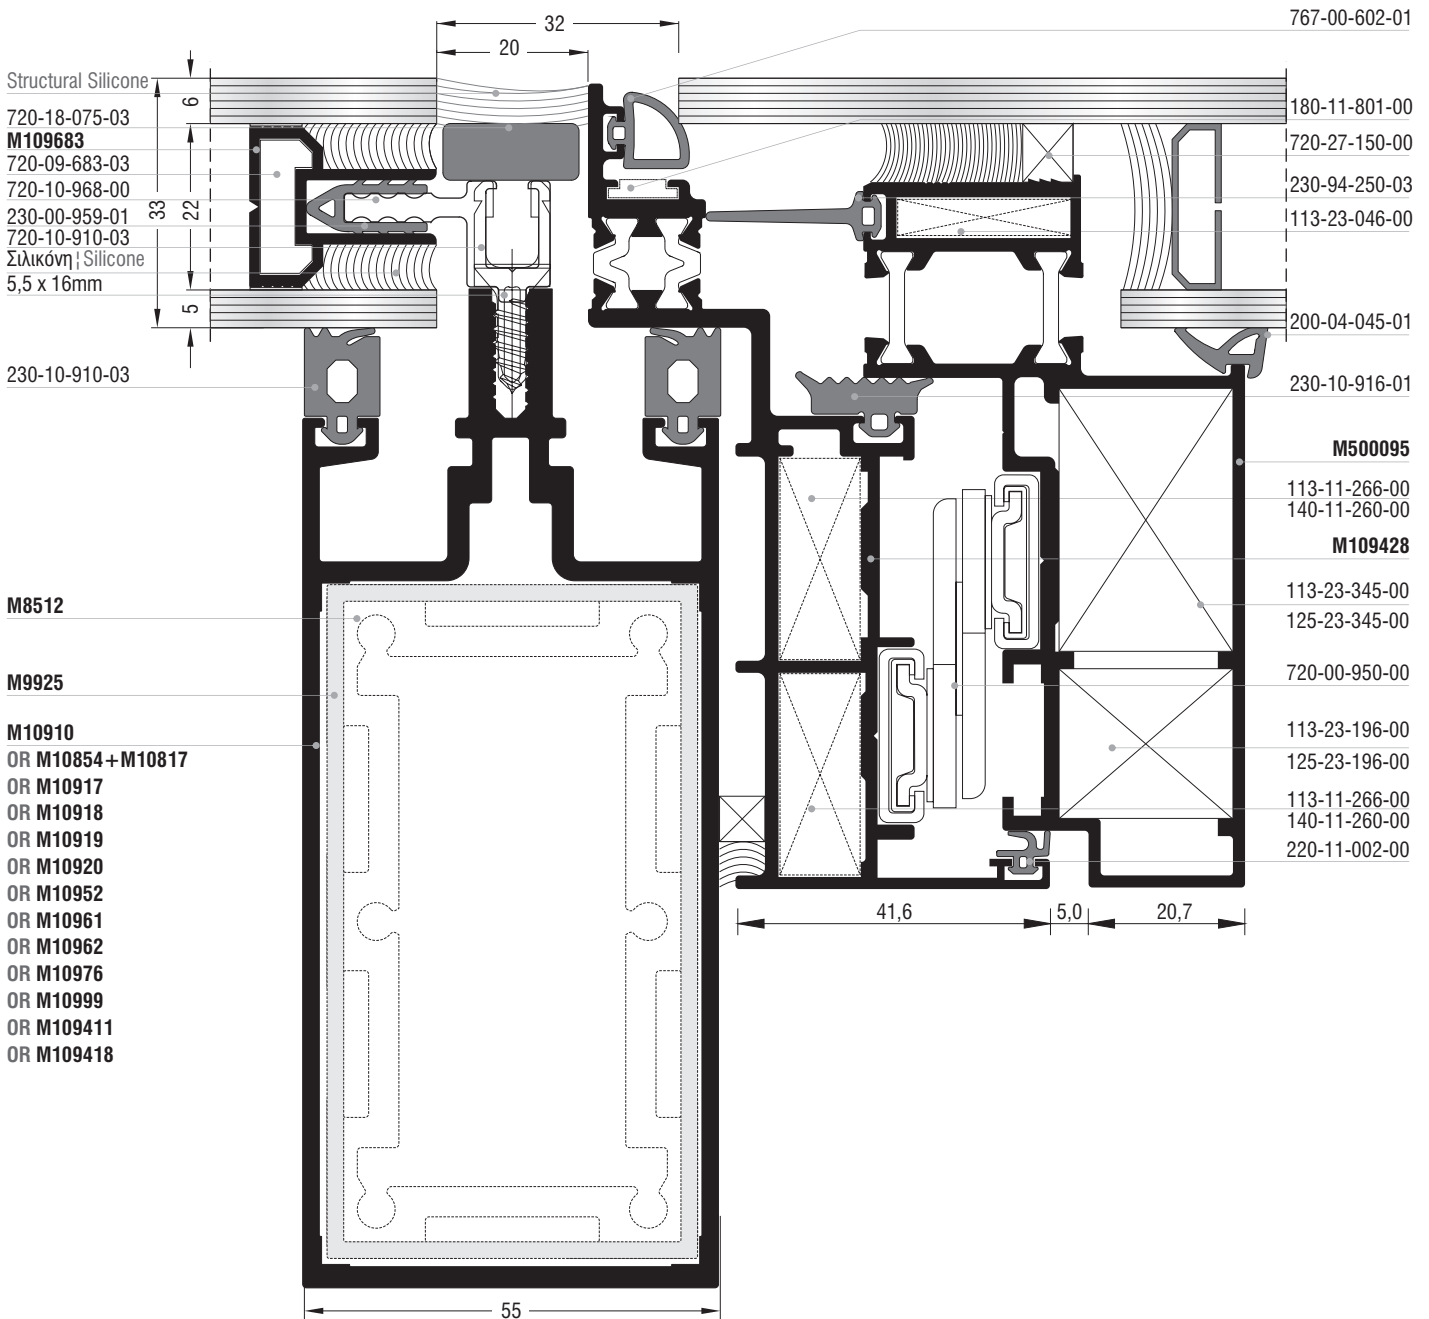 32
767-00-602-01
20
Structural Silicone
33
6
180-11-801-00
720-18-075-03
M109683
720-27-150-00
720-09-683-03
720-10-968-00
22
230-94-250-03
230-00-959-01
113-23-046-00
720-10-910-03
Σιλικόνη ¦ Silicone
5,5 x 16mm
5
200-04-045-01
230-10-910-03
230-10-916-01
M500095
113-11-266-00
140-11-260-00
M109428
113-23-345-00
125-23-345-00
M8512
720-00-950-00
M9925
113-23-196-00
125-23-196-00
M10910
OR M10854+M10817
OR M10917
OR M10918
OR M10919
OR M10920
OR M10952
OR M10961
OR M10962
OR M10976
OR M10999
OR M109411
OR M109418
113-11-266-00
140-11-260-00
220-11-002-00
41,6
5,0
20,7
55